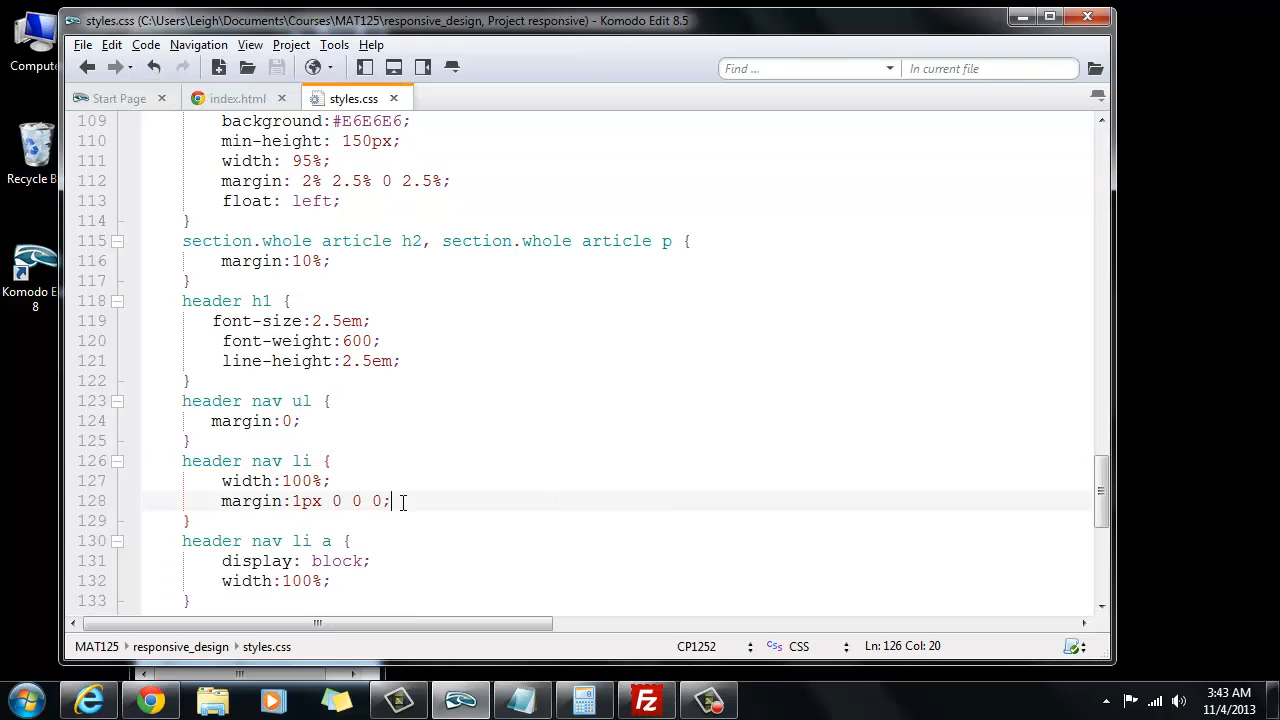 styles.css (C:\Users\Leigh\Documents\Courses\MAT125\responsive_design, Project responsive) - Komodo Edit 8.5
File Edit Code Navigation View Project Tools Help
Find ... In current file
Start Page index.html styles.css
109 background:#E6E6E6;
110 min-height: 150px;
111 width: 95%;
112 margin: 2% 2.5% 0 2.5%;
113 float: left;
114 }
115 section.whole article h2, section.whole article p {
116 margin:10%;
117 }
118 header h1 {
119 font-size:2.5em;
120 font-weight:600;
121 line-height:2.5em;
122 }
123 header nav ul {
124 margin:0;
125 }
126 header nav li {
127 width:100%;
128 margin:1px 0 0 0;
129 }
130 header nav li a {
131 display: block;
132 width:100%;
133 }
MAT125 responsive_design styles.css CP1252 CSS CSS Ln: 126 Col: 20
Recycle B
Komodo E
8
3:43 AM
11/4/2013